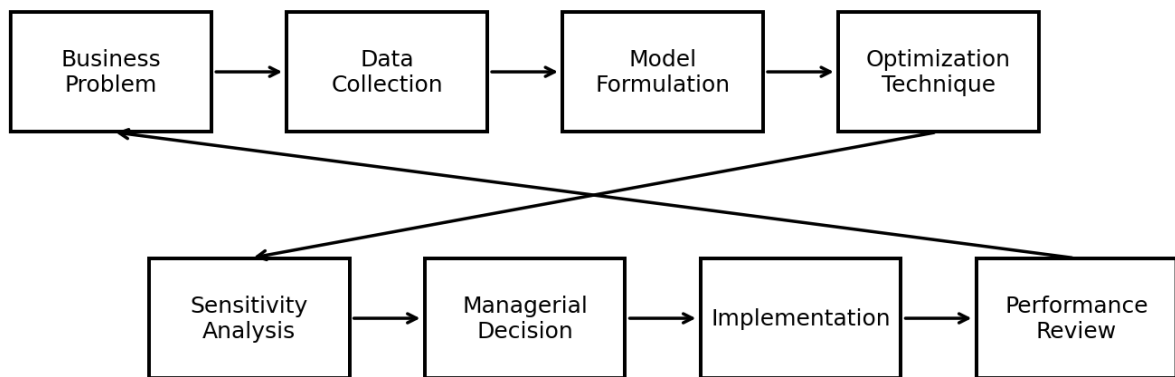 Business
Problem
Data
Collection
Model
Formulation
Optimization
Technique
Sensitivity
Analysis
Managerial
Decision
Implementation
Performance
Review